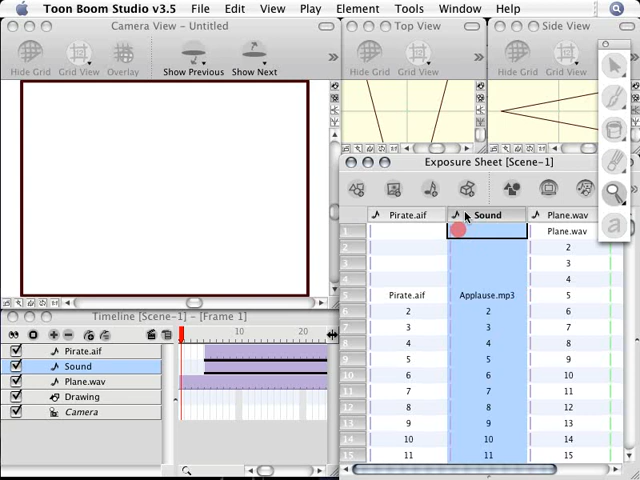 Toon Boom Studio v3.5 File Edit Play Element Tools Wind Help
Camera View - Untitled
Hide Grid Grid View Overlay Show Previous Show Next
Top View
Hide Grid Grid View
Side View
Hide Grid Grid View
Exposure Sheet [Scene-1]
Pirate.aif Sound Plane.wav
1 Plane.wav
2 2
3 3
4 4
5 Pirate.aif Applause.mp3 5
6 2 2 6
7 3 3 7
8 4 4 8
9 5 5 9
10 6 6 10
11 7 7 11
12 8 8 12
13 9 9 13
14 10 10 14
15 11 11 15
Timeline [Scene-1] - [Frame 1]
10 20
Pirate.aif
Sound
Plane.wav
Drawing
Camera